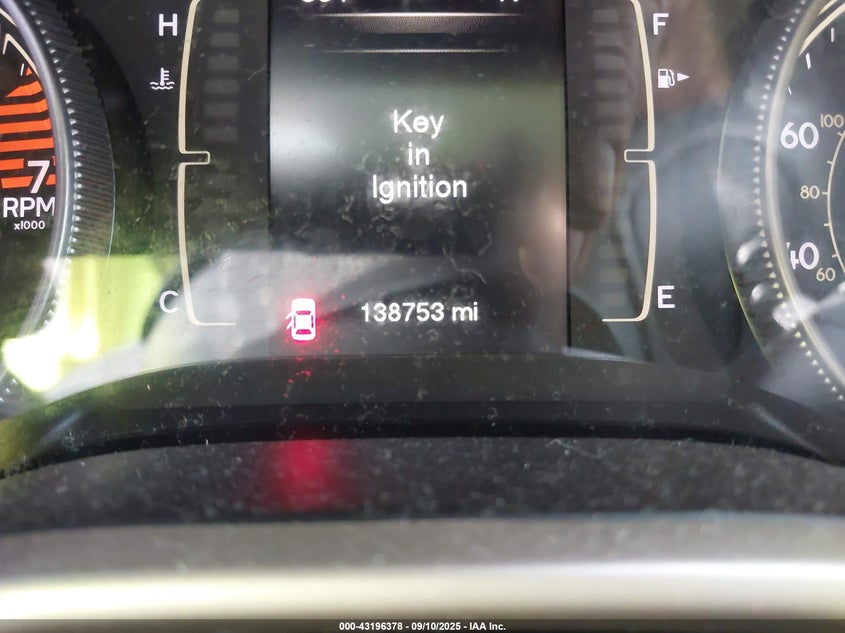 H
F
Key
in
Ignition
7
RPM
x1000
60
100
80
40
60
C
138753 mi
E
000-43196378 - 09/10/2025 - IAA Inc.